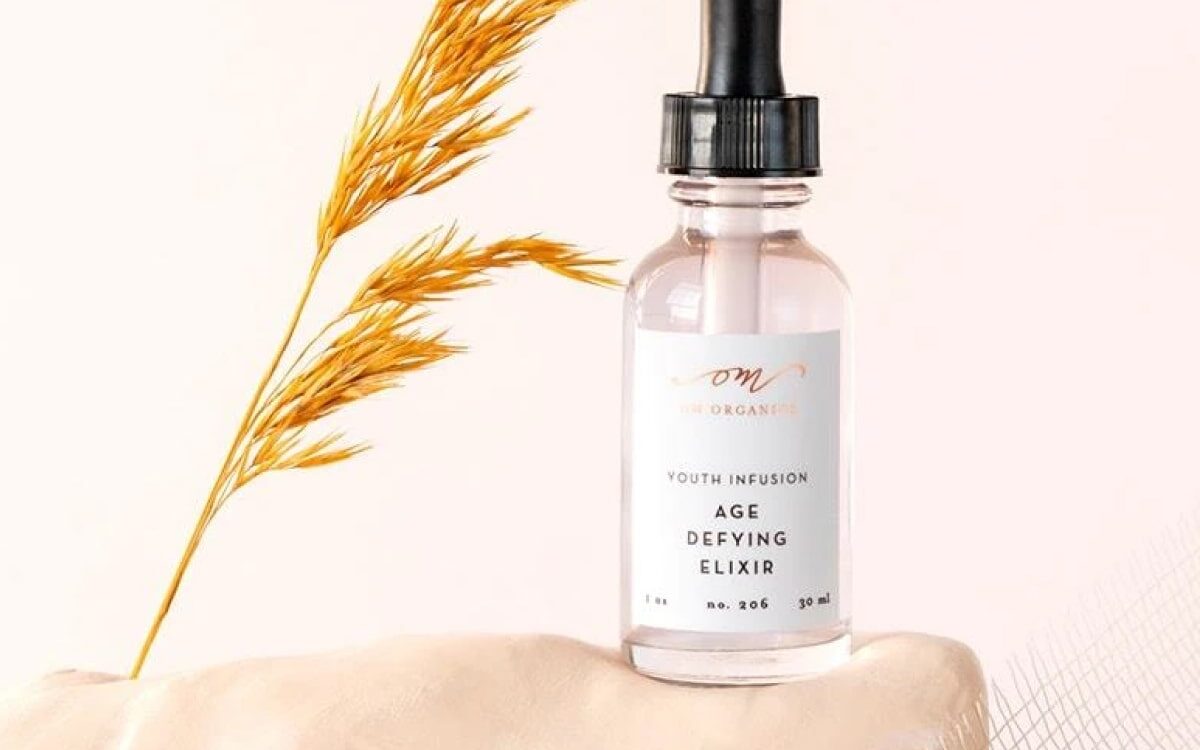 om
OM ORGANICS
YOUTH INFUSION
AGE
DEFYING
ELIXIR
1 oz no. 206 30 ml